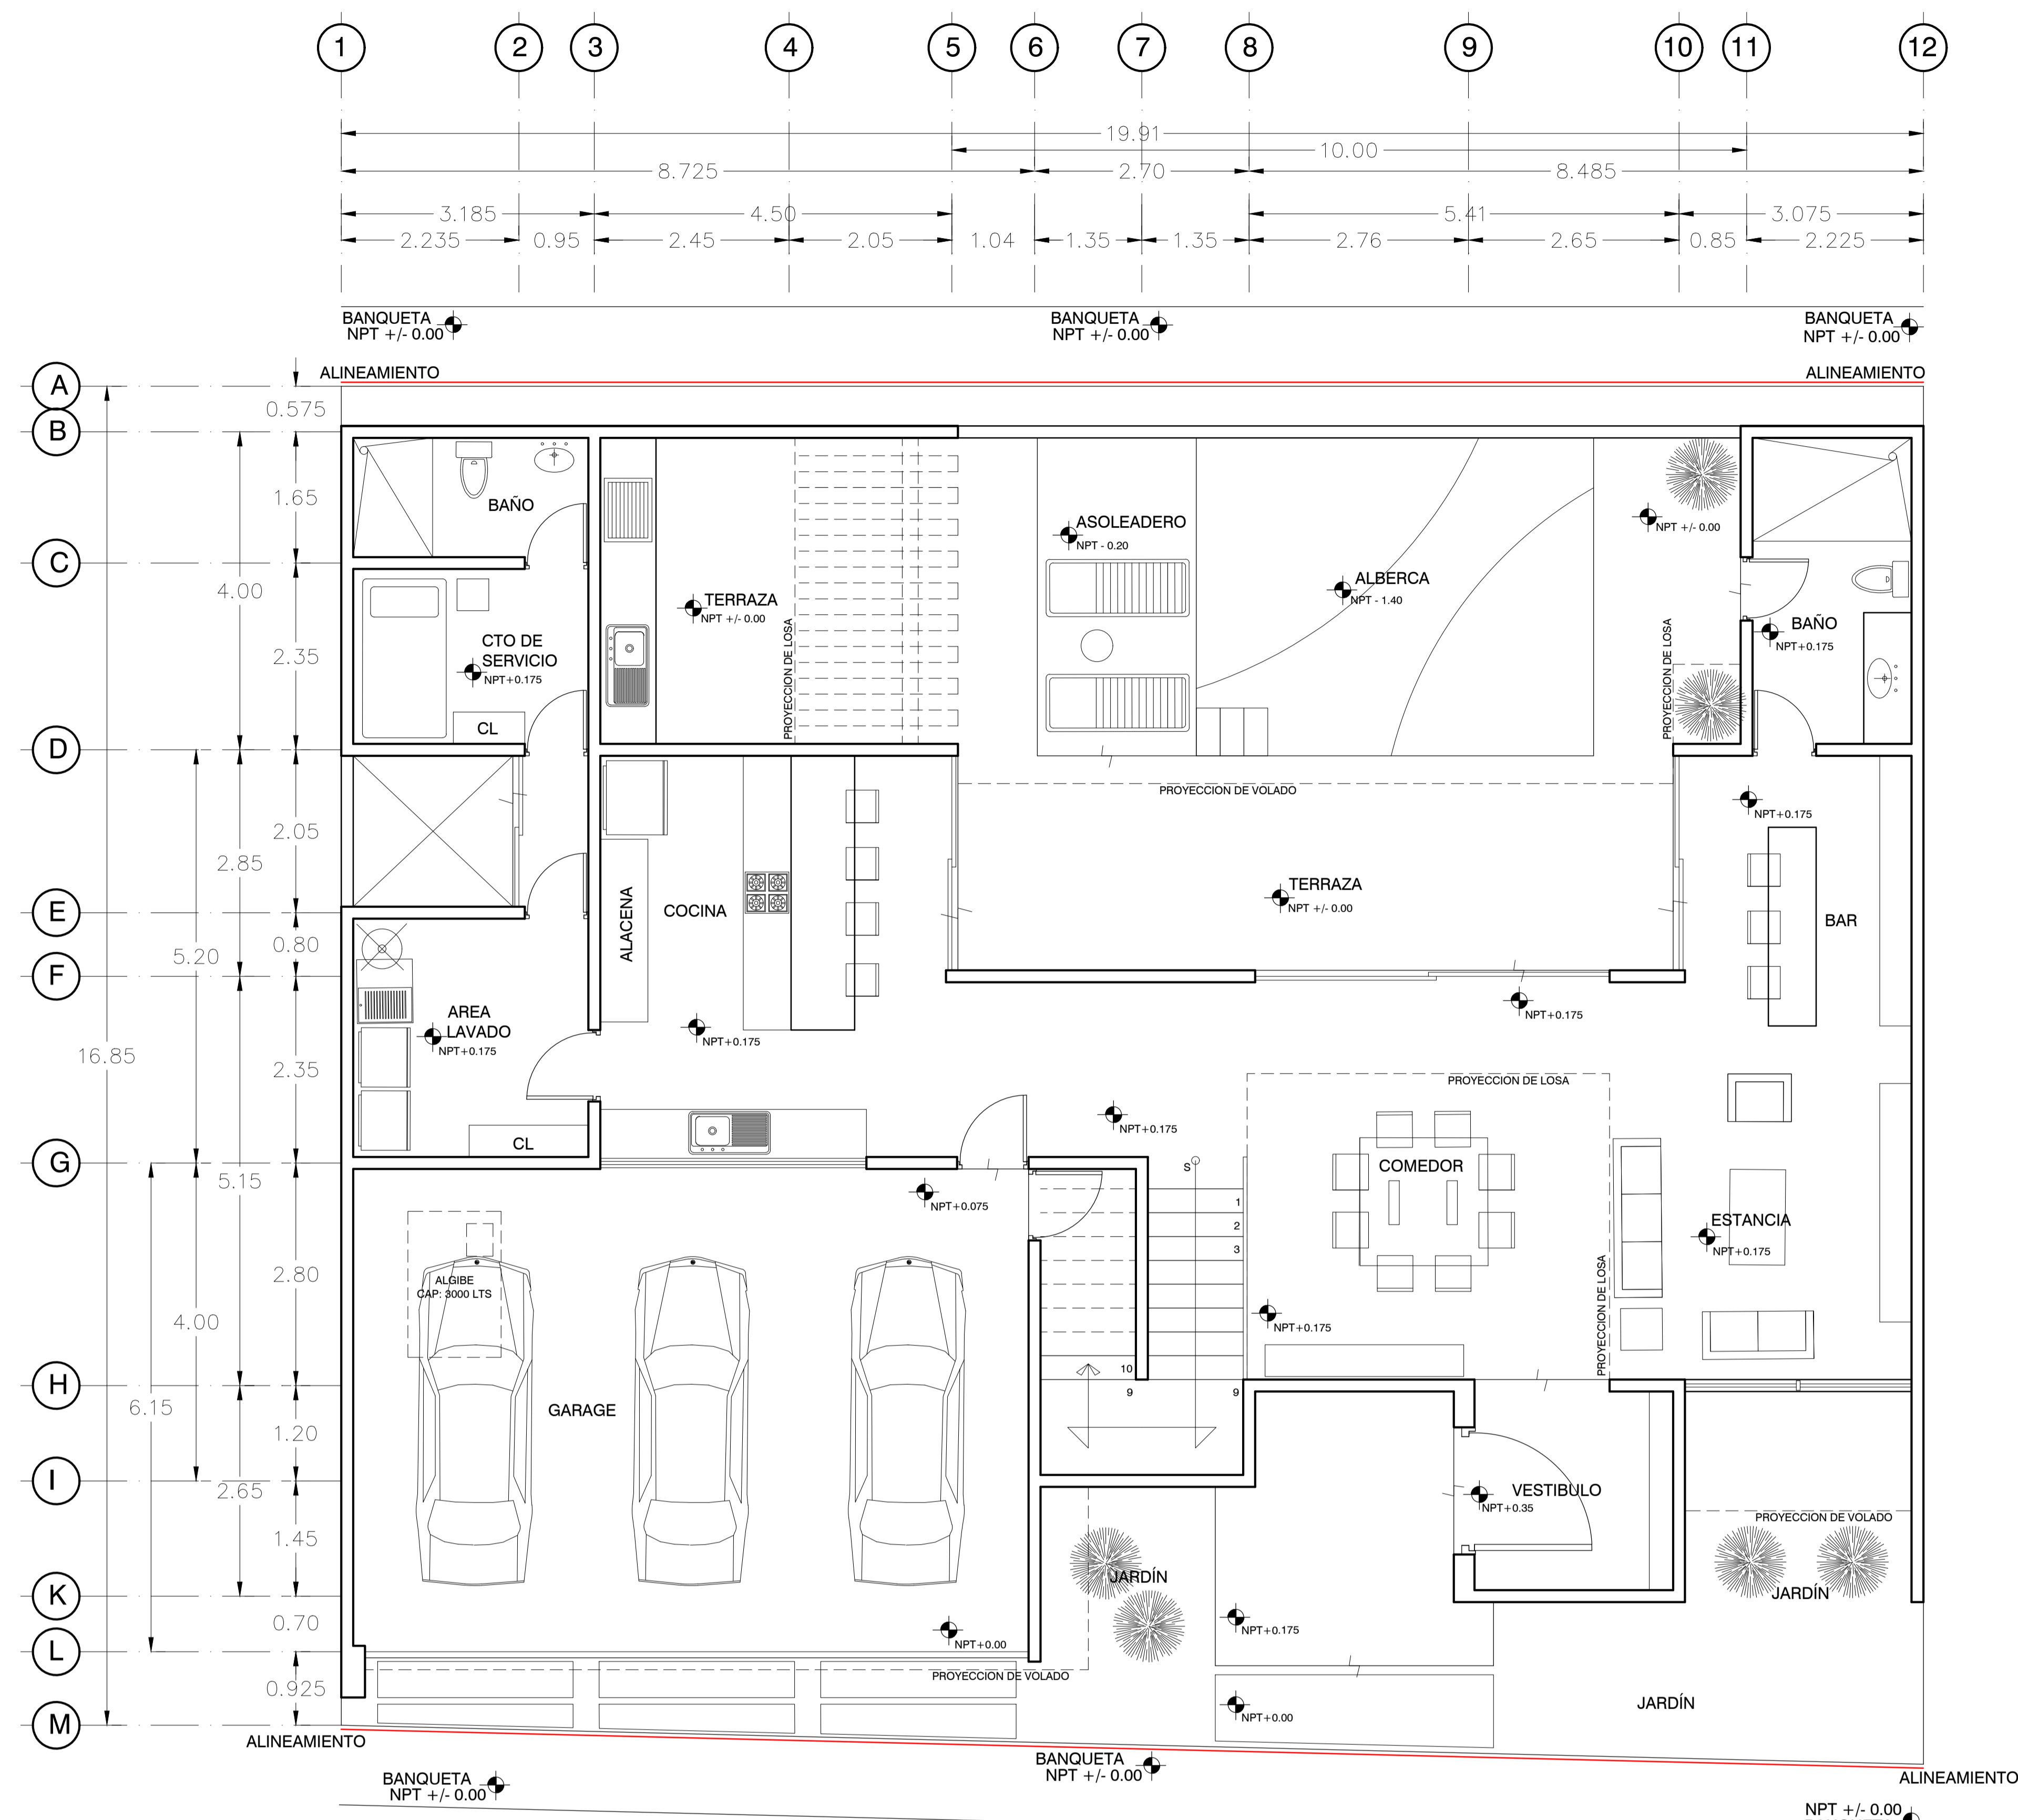 1 2 3 4 5 6 7 8 9 10 11 12
19.91
10.00
8.725 2.70 8.485
3.185 4.50 5.41 3.075
2.235 0.95 2.45 2.05 1.04 1.35 1.35 2.76 2.65 0.85 2.225
BANQUETA
NPT +/- 0.00
BANQUETA
NPT +/- 0.00
BANQUETA
NPT +/- 0.00
ALINEAMIENTO
ALINEAMIENTO
A
B
C
D
E
F
G
H
I
K
L
M
0.575
1.65
2.35
2.05
0.80
2.35
2.80
1.20
1.45
0.70
0.925
4.00
2.85
5.15
2.65
5.20
4.00
6.15
16.85
BAÑO
CTO DE
SERVICIO
NPT+0.175
CL
TERRAZA
NPT +/- 0.00
PROYECCION DE LOSA
ASOLEADERO
NPT - 0.20
ALBERCA
NPT - 1.40
NPT +/- 0.00
PROYECCION DE LOSA
BAÑO
NPT+0.175
PROYECCION DE VOLADO
NPT+0.175
ALACENA
COCINA
NPT+0.175
TERRAZA
NPT +/- 0.00
BAR
AREA
LAVADO
NPT+0.175
CL
NPT+0.175
NPT+0.175
PROYECCION DE LOSA
COMEDOR
S
1
2
3
10
9
9
NPT+0.075
ALGIBE
CAP: 3000 LTS
ESTANCIA
NPT+0.175
PROYECCION DE LOSA
NPT+0.175
GARAGE
VESTIBULO
NPT+0.35
PROYECCION DE VOLADO
JARDÍN
JARDÍN
NPT+0.175
NPT+0.00
PROYECCION DE VOLADO
NPT+0.00
JARDÍN
ALINEAMIENTO
BANQUETA
NPT +/- 0.00
BANQUETA
NPT +/- 0.00
ALINEAMIENTO
NPT +/- 0.00